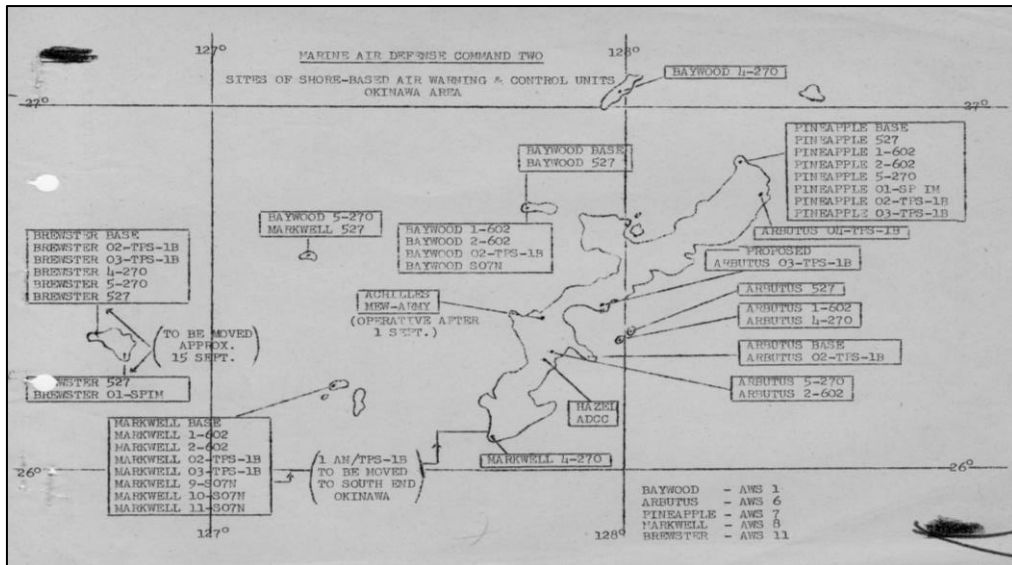 127°
128°
MARINE AIR DEFENSE COMMAND TWO
SITES OF SHORE-BASED AIR WARNING & CONTROL UNITS
OKINAWA AREA
BAYWOOD 4-270
27°
27°
BAYWOOD BASE
BAYWOOD 527
PINEAPPLE BASE
PINEAPPLE 527
PINEAPPLE 1-602
PINEAPPLE 2-602
PINEAPPLE 5-270
PINEAPPLE 01-SP IM
PINEAPPLE 02-TPS-1B
PINEAPPLE 03-TPS-1B
BAYWOOD 5-270
MARKWELL 527
BAYWOOD 1-602
BAYWOOD 2-602
BAYWOOD 02-TPS-1B
BAYWOOD SO7N
ARBUTUS 04-TPS-1B
BREWSTER BASE
BREWSTER 02-TPS-1B
BREWSTER 03-TPS-1B
BREWSTER 4-270
BREWSTER 5-270
BREWSTER 527
PROPOSED
ARBUTUS 03-TPS-1B
ACHILLES
MEW-ARMY
(OPERATIVE AFTER
1 SEPT.)
ARBUTUS 527
ARBUTUS 1-602
ARBUTUS 4-270
(TO BE MOVED
APPROX.
15 SEPT.)
ARBUTUS BASE
ARBUTUS 02-TPS-1B
BREWSTER 527
BREWSTER 01-SPIM
ARBUTUS 5-270
ARBUTUS 2-602
HAZEL
ADCC
MARKWELL BASE
MARKWELL 1-602
MARKWELL 2-602
MARKWELL 02-TPS-1B
MARKWELL 03-TPS-1B
MARKWELL 9-SO7N
MARKWELL 10-SO7N
MARKWELL 11-SO7N
(1 AN/TPS-1B
TO BE MOVED
TO SOUTH END
OKINAWA)
MARKWELL 4-270
26°
26°
BAYWOOD - AWS 1
ARBUTUS - AWS 6
PINEAPPLE - AWS 7
MARKWELL - AWS 8
BREWSTER - AWS 11
127°
128°